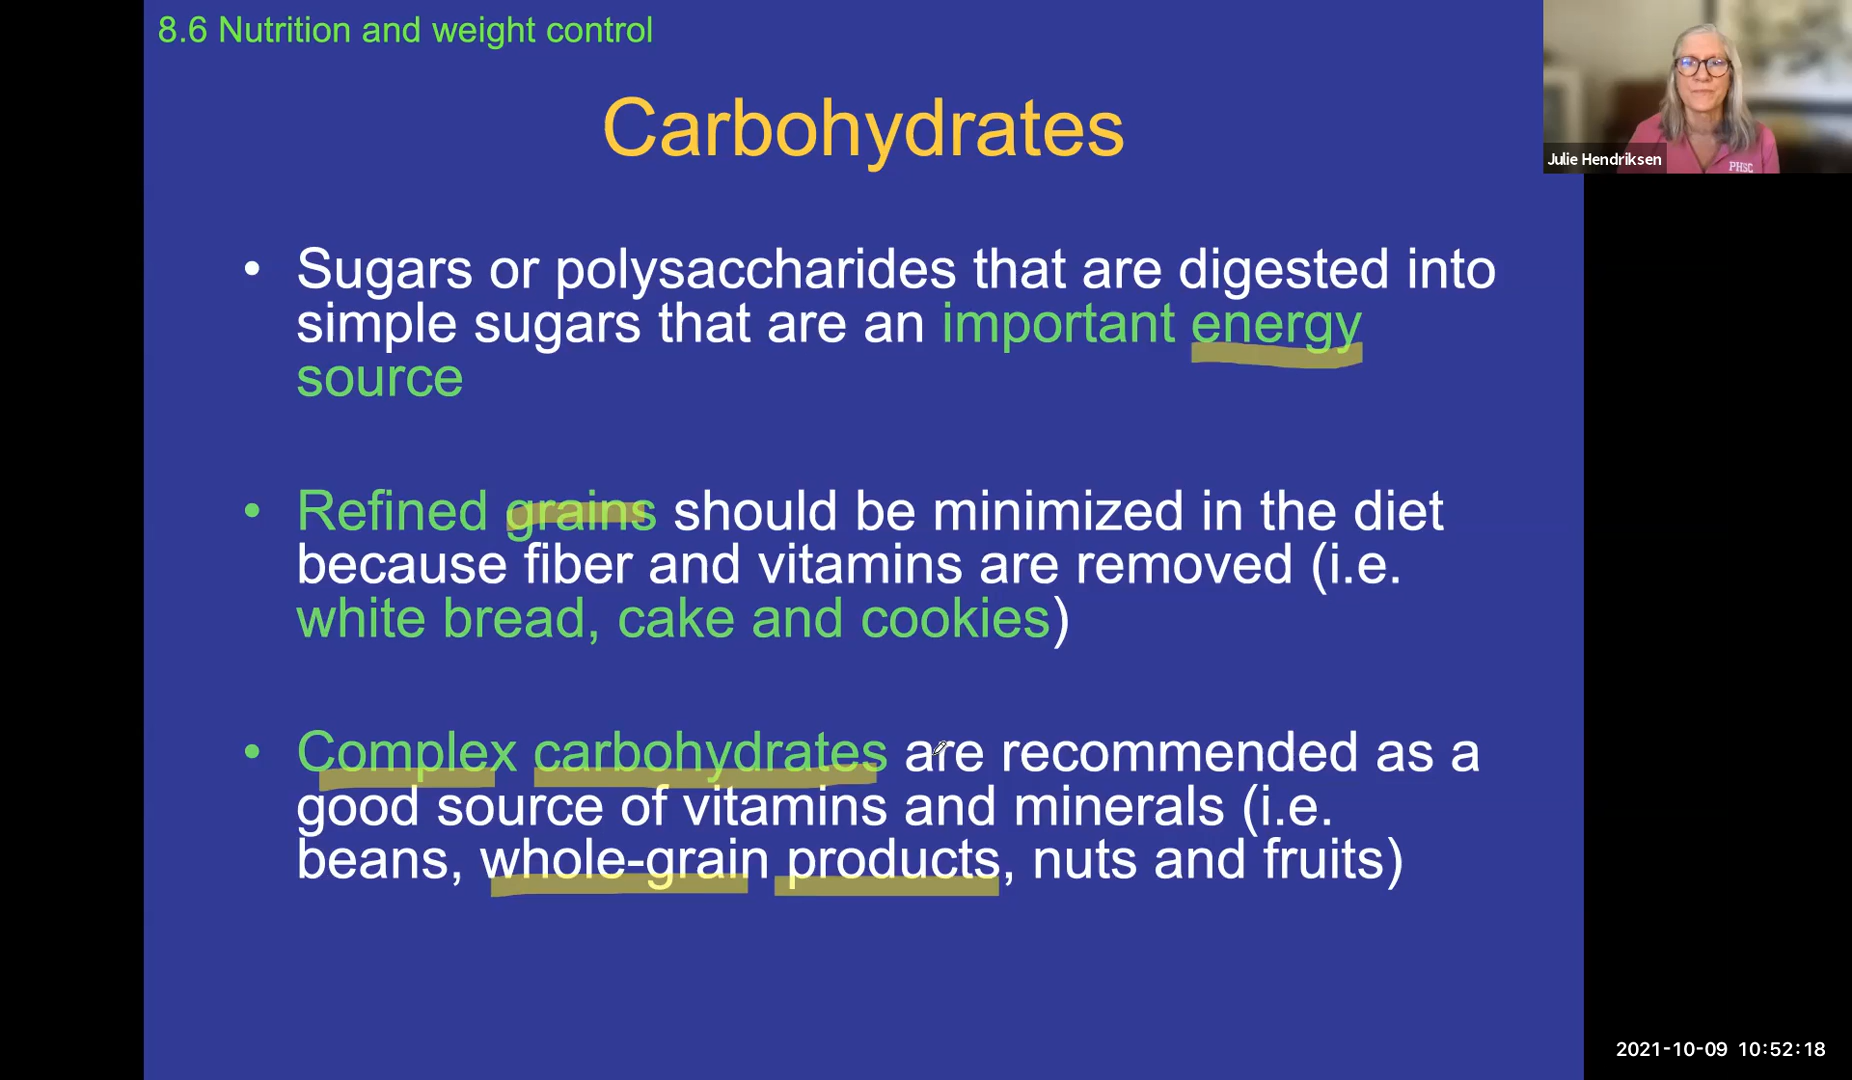 8.6 Nutrition and weight control
Carbohydrates
• Sugars or polysaccharides that are digested into
simple sugars that are an important energy
source
• Refined grains should be minimized in the diet
because fiber and vitamins are removed (i.e.
white bread, cake and cookies)
• Complex carbohydrates are recommended as a
good source of vitamins and minerals (i.e.
beans, whole-grain products, nuts and fruits)
Julie Hendriksen
PHSC
2021-10-09 10:52:18